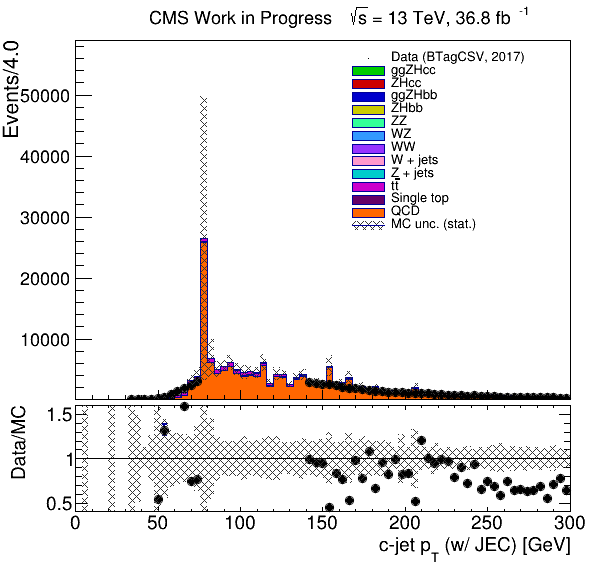 CMS Work in Progress √s = 13 TeV, 36.8 fb⁻¹
Events/4.0
50000
40000
30000
20000
10000
Data (BTagCSV, 2017)
ggZHcc
ZHcc
ggZHbb
ZHbb
ZZ
WZ
WW
W + jets
Z + jets
tt̅
Single top
QCD
MC unc. (stat.)
Data/MC
1.5
1
0.5
0 50 100 150 200 250 300
c-jet p_T (w/ JEC) [GeV]